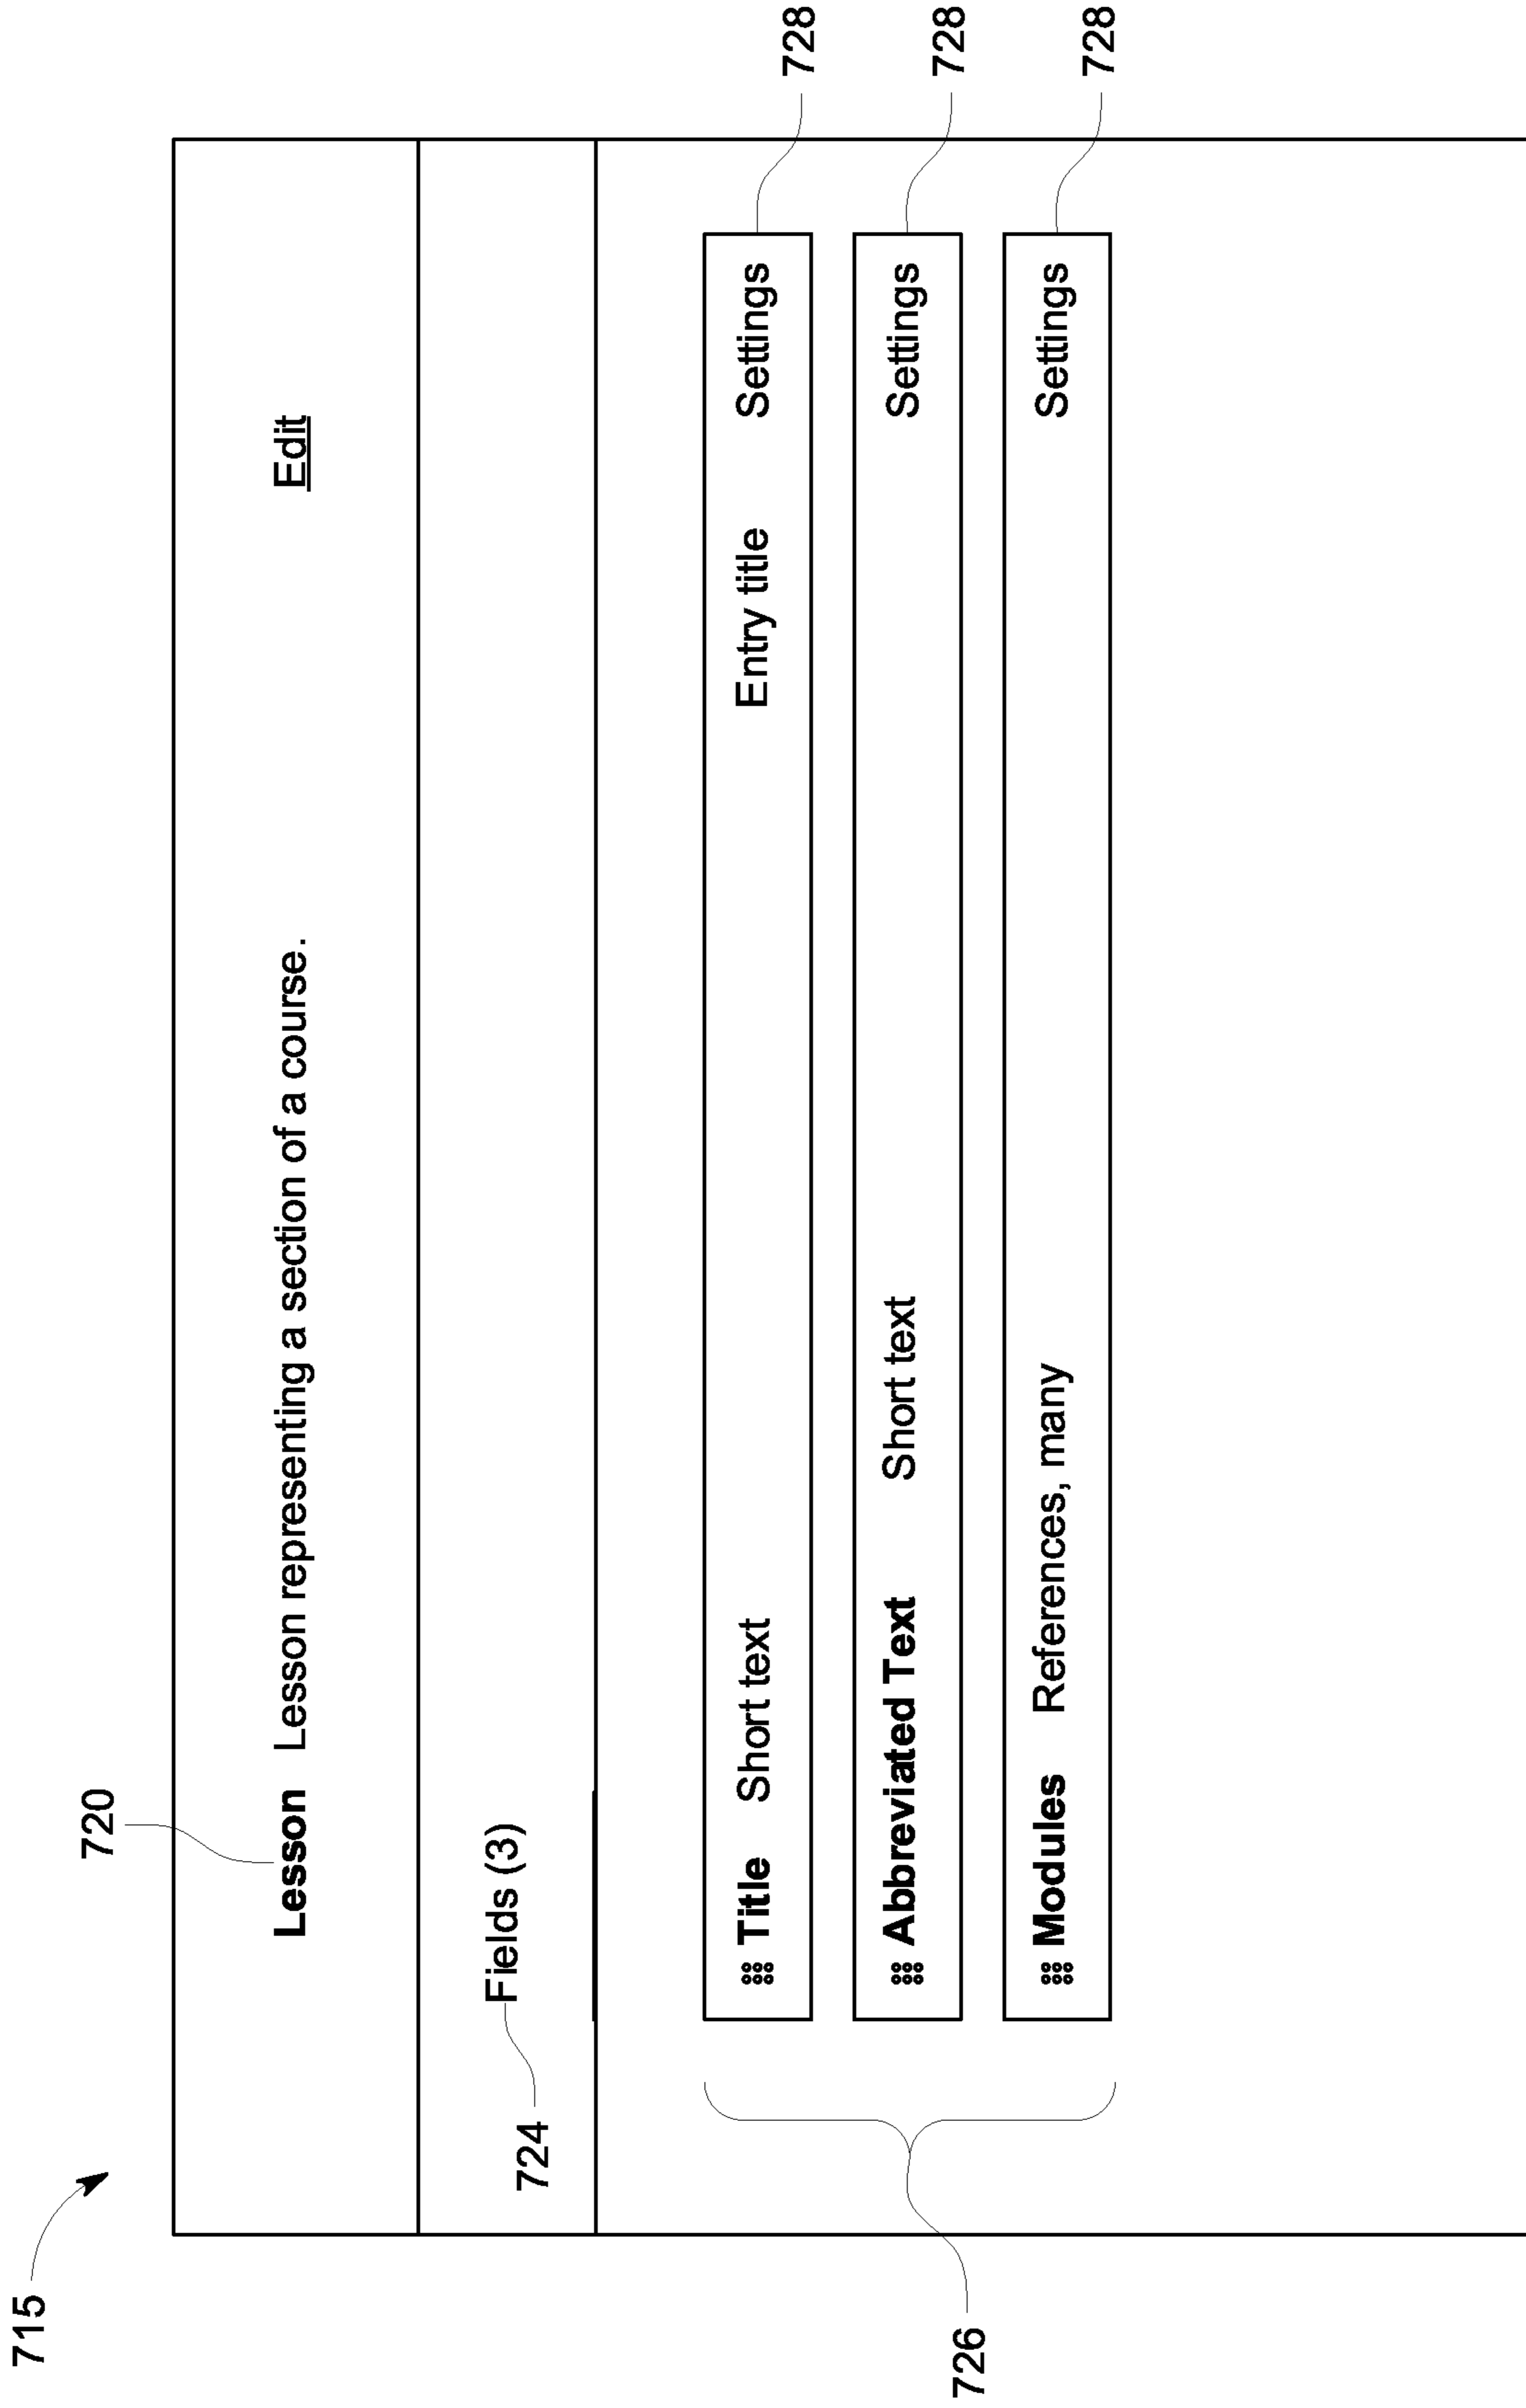 715
720
Lesson Lesson representing a section of a course. Edit
724
Fields (3)
Title Short text Entry title Settings 728
Abbreviated Text Short text Settings 728
Modules References, many Settings 728
726